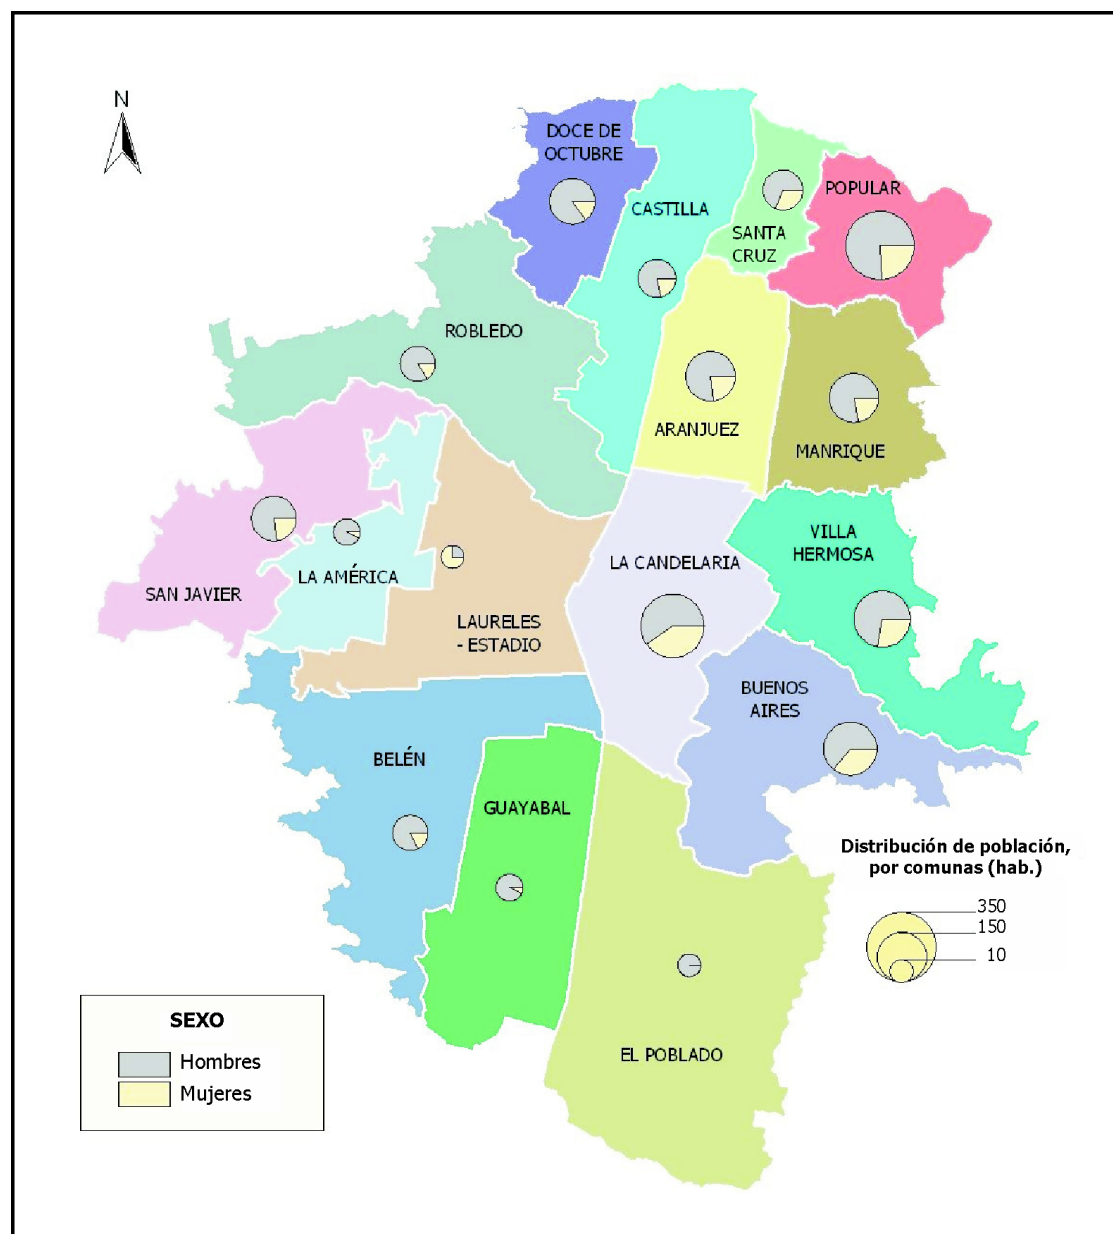 N
DOCE DE
OCTUBRE
CASTILLA
POPULAR
SANTA
CRUZ
ROBLEDO
ARANJUEZ
MANRIQUE
VILLA
HERMOSA
LA CANDELARIA
LA AMÉRICA
SAN JAVIER
LAURELES
- ESTADIO
BUENOS
AIRES
BELÉN
GUAYABAL
EL POBLADO
Distribución de población,
por comunas (hab.)
350
150
10
SEXO
Hombres
Mujeres